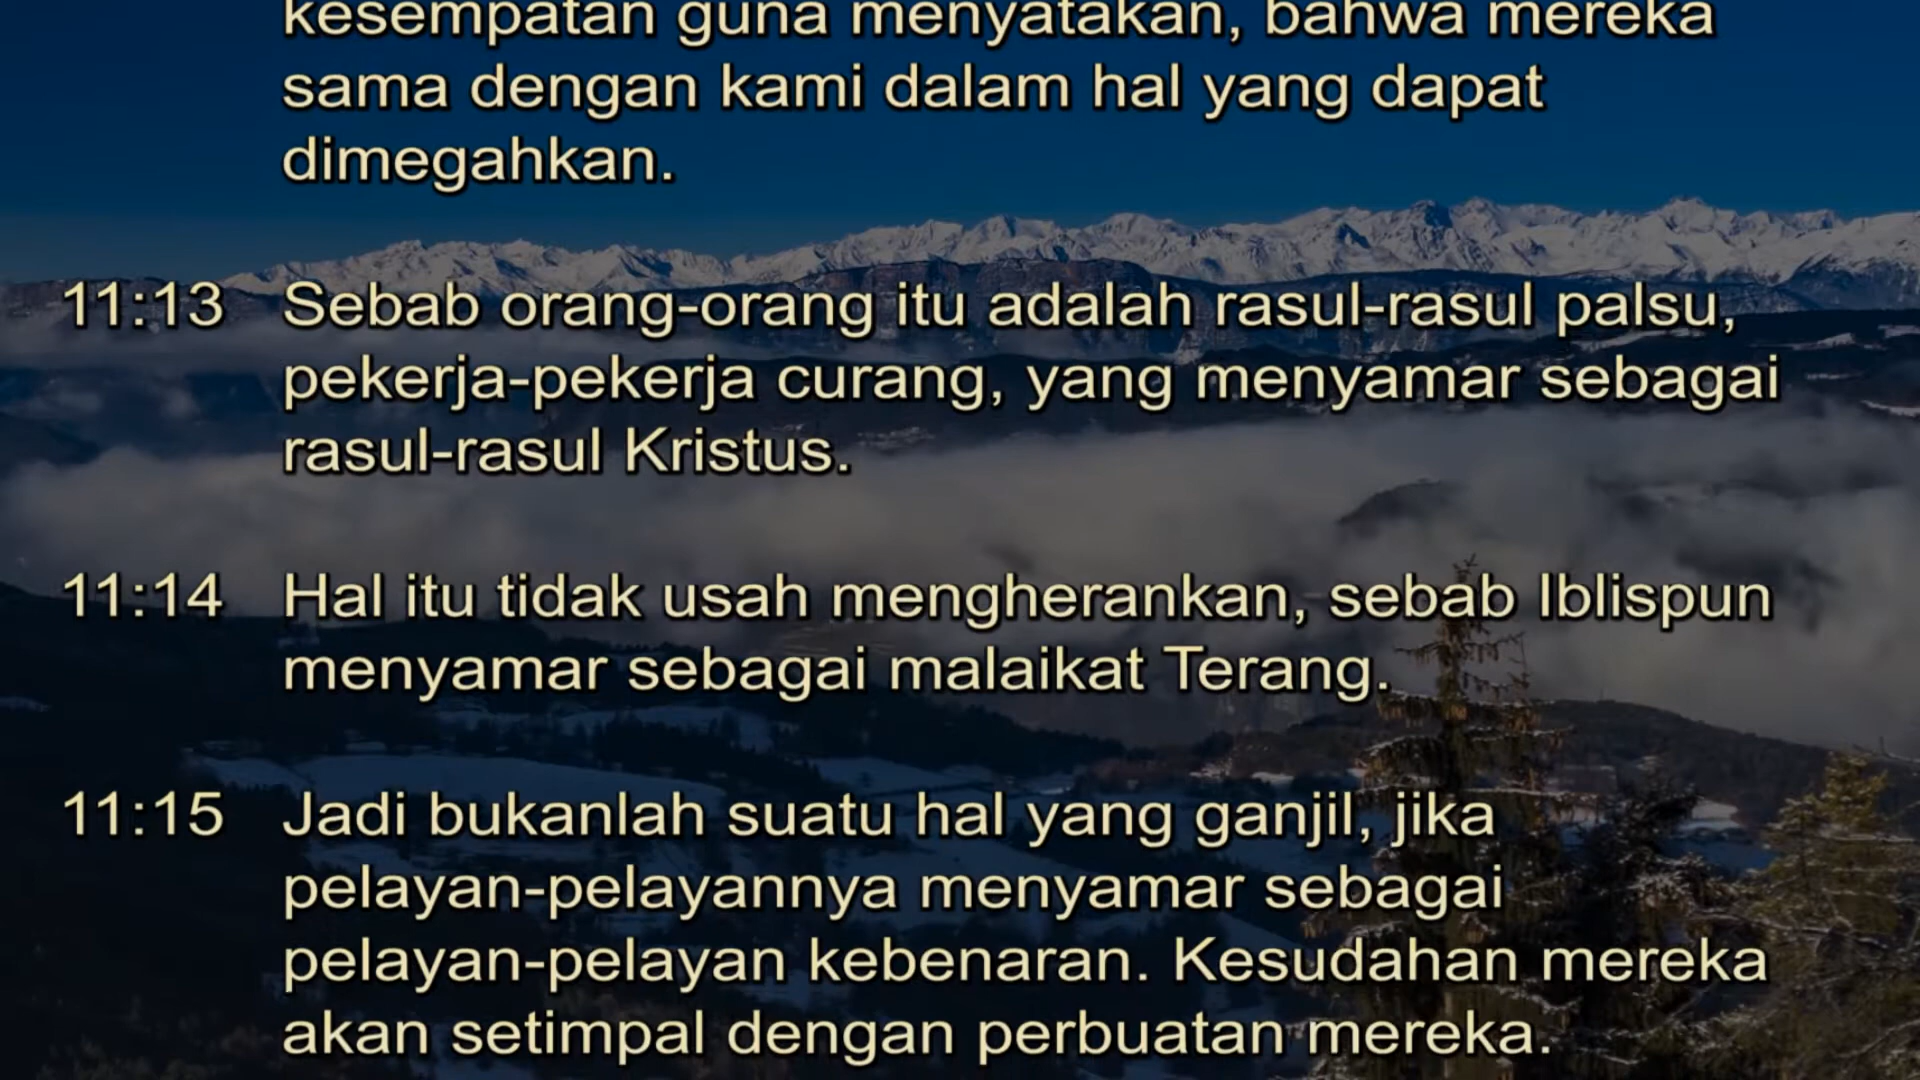 kesempatan guna menyatakan, bahwa mereka
sama dengan kami dalam hal yang dapat
dimegahkan.
11:13 Sebab orang-orang itu adalah rasul-rasul palsu,
pekerja-pekerja curang, yang menyamar sebagai
rasul-rasul Kristus.
11:14 Hal itu tidak usah mengherankan, sebab Iblispun
menyamar sebagai malaikat Terang.
11:15 Jadi bukanlah suatu hal yang ganjil, jika
pelayan-pelayannya menyamar sebagai
pelayan-pelayan kebenaran. Kesudahan mereka
akan setimpal dengan perbuatan mereka.